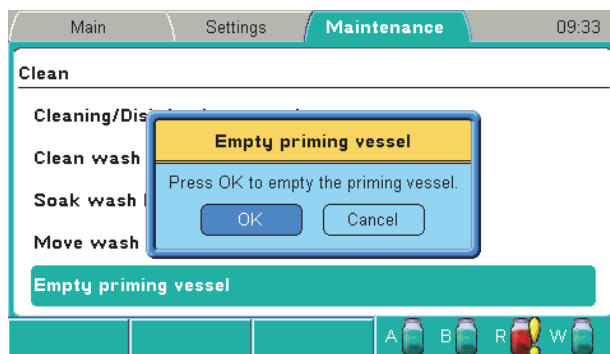 Main Settings Maintenance 09:33
Clean
Cleaning/
Clean wash
Soak wash
Move wash
Empty priming vessel
Empty priming vessel
Press OK to empty the priming vessel.
OK Cancel
A B R W